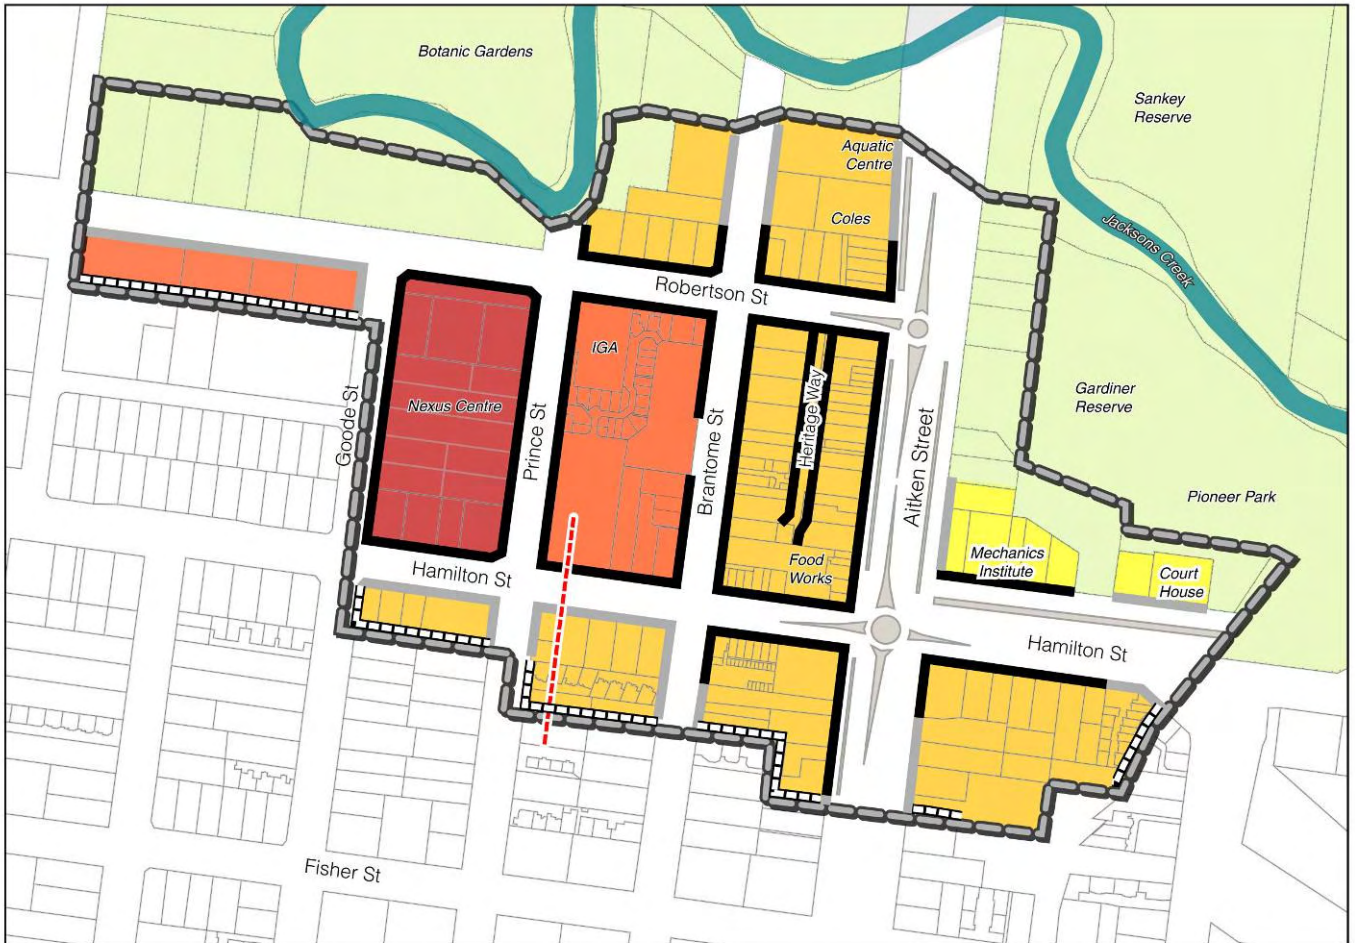 Botanic Gardens
Sankey
Reserve
Aquatic
Centre
Coles
Jacksons Creek
Robertson St
IGA
Heritage Way
Gardiner
Reserve
Nexus Centre
Goode St
Prince St
Brantome St
Aitken Street
Pioneer Park
Mechanics
Institute
Food
Works
Court
House
Hamilton St
Hamilton St
Fisher St